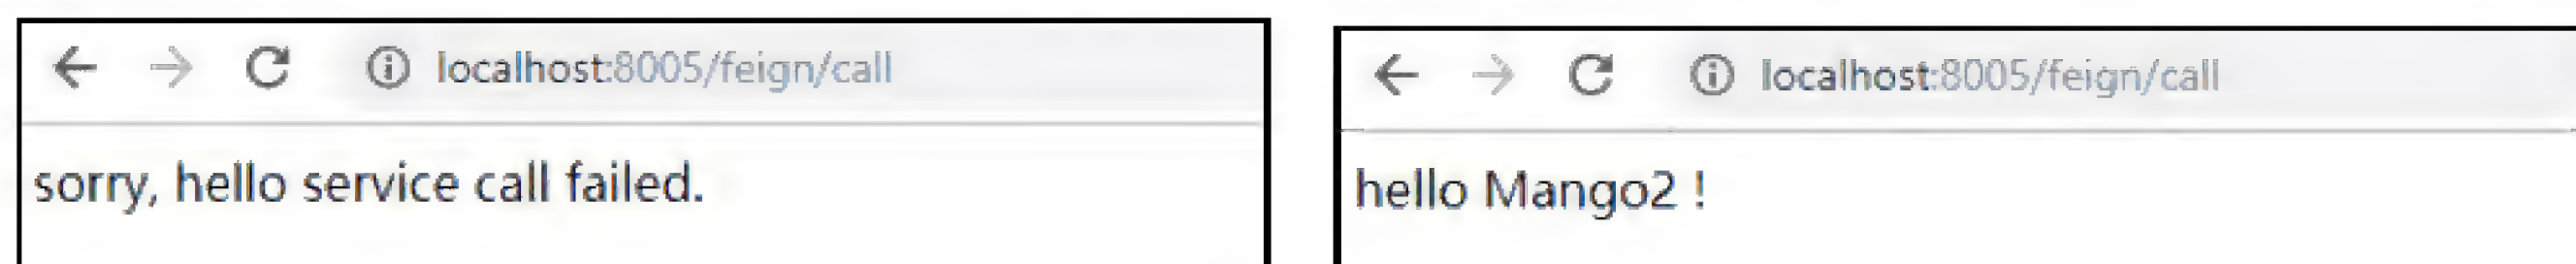 localhost:8005/feign/call
sorry, hello service call failed.
localhost:8005/feign/call
hello Mango2 !